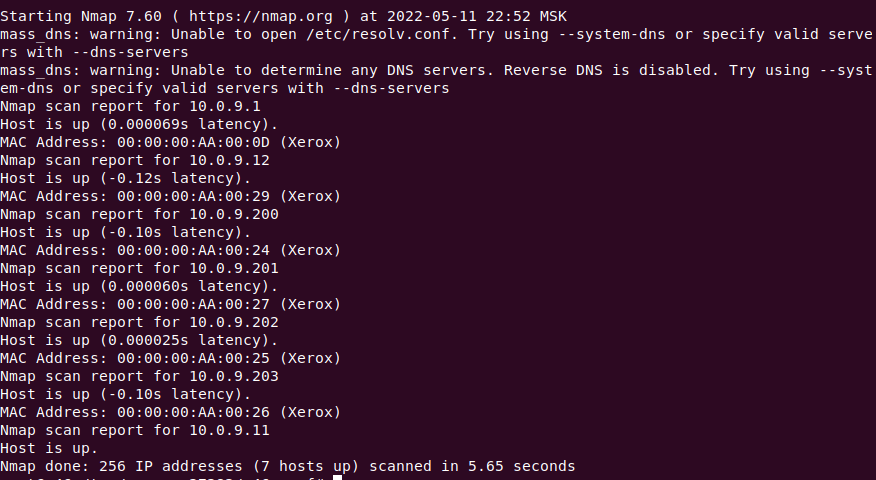 Starting Nmap 7.60 ( https://nmap.org ) at 2022-05-11 22:52 MSK
mass_dns: warning: Unable to open /etc/resolv.conf. Try using --system-dns or specify valid serve
rs with --dns-servers
mass_dns: warning: Unable to determine any DNS servers. Reverse DNS is disabled. Try using --syst
em-dns or specify valid servers with --dns-servers
Nmap scan report for 10.0.9.1
Host is up (0.000069s latency).
MAC Address: 00:00:00:AA:00:0D (Xerox)
Nmap scan report for 10.0.9.12
Host is up (-0.12s latency).
MAC Address: 00:00:00:AA:00:29 (Xerox)
Nmap scan report for 10.0.9.200
Host is up (-0.10s latency).
MAC Address: 00:00:00:AA:00:24 (Xerox)
Nmap scan report for 10.0.9.201
Host is up (0.000060s latency).
MAC Address: 00:00:00:AA:00:27 (Xerox)
Nmap scan report for 10.0.9.202
Host is up (0.000025s latency).
MAC Address: 00:00:00:AA:00:25 (Xerox)
Nmap scan report for 10.0.9.203
Host is up (-0.10s latency).
MAC Address: 00:00:00:AA:00:26 (Xerox)
Nmap scan report for 10.0.9.11
Host is up.
Nmap done: 256 IP addresses (7 hosts up) scanned in 5.65 seconds